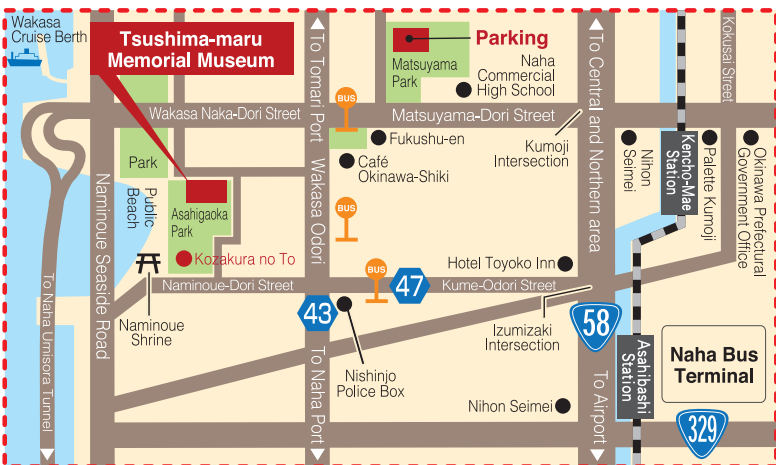 Wakasa
Cruise Berth
Tsushima-maru
Memorial Museum
To Tomari Port
Parking
Matsuyama
Park
Naha
Commercial
High School
To Central and Northern area
Kokusai Street
BUS
Wakasa Naka-Dori Street
Matsuyama-Dori Street
Fukushu-en
Kumoji
Intersection
Park
Café
Okinawa-Shiki
Wakasa Odori
Nihon
Seimei
Kencho-Mae
Station
Palette Kumoji
Okinawa Prefectural
Government Office
Naminoue Seaside Road
Public
Beach
Asahigaoka
Park
BUS
Kozakura no To
BUS
Hotel Toyoko Inn
Naminoue-Dori Street
47
Kume-Odori Street
To Naha Umisora Tunnel
Naminoue
Shrine
43
Izumizaki
Intersection
58
Asahibashi
Station
Naha Bus
Terminal
To Naha Port
Nishinjo
Police Box
To Airport
Nihon Seimei
329